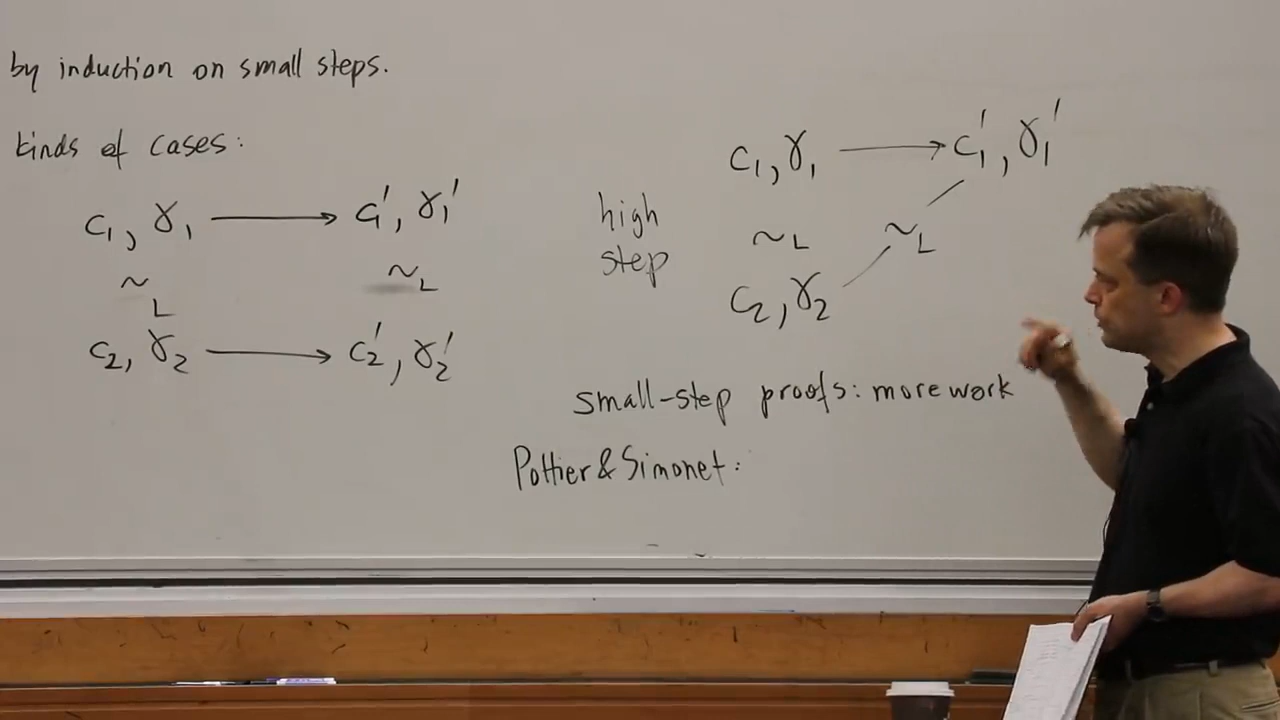 by induction on small steps.
kinds of cases:
c₁, γ₁ ⟶ c₁', γ₁'
~L ~L
c₂, γ₂ ⟶ c₂', γ₂'
high
step
c₁, γ₁ ⟶ c₁', γ₁'
~L ~L
c₂, γ₂
small-step proofs: more work
Pottier & Simonet: